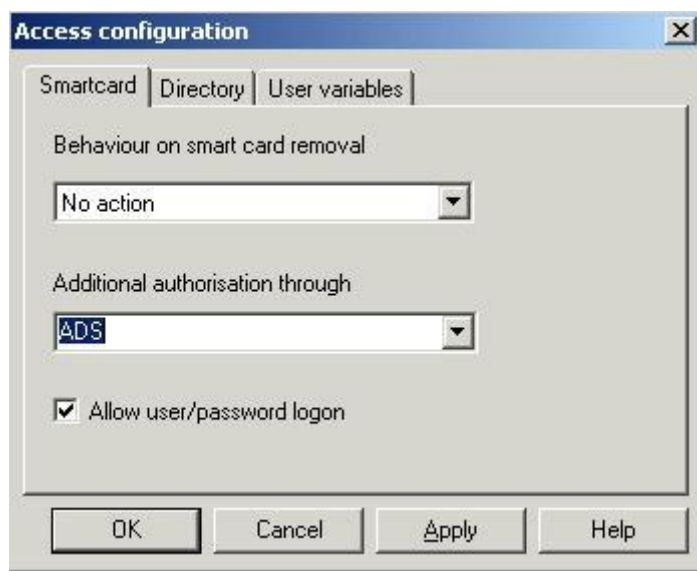 Access configuration
Smartcard Directory User variables
Behaviour on smart card removal
No action
Additional authorisation through
ADS
Allow user/password logon
OK Cancel Apply Help